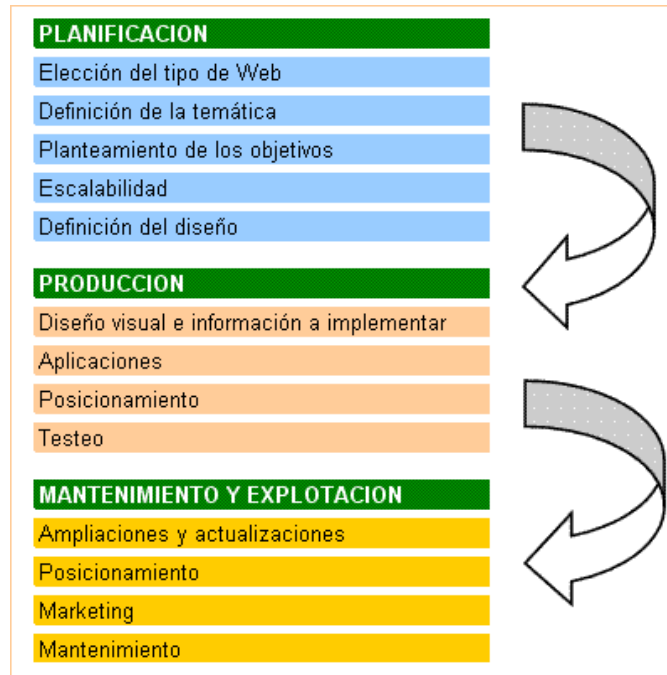 PLANIFICACION
Elección del tipo de Web
Definición de la temática
Planteamiento de los objetivos
Escalabilidad
Definición del diseño
PRODUCCION
Diseño visual e información a implementar
Aplicaciones
Posicionamiento
Testeo
MANTENIMIENTO Y EXPLOTACION
Ampliaciones y actualizaciones
Posicionamiento
Marketing
Mantenimiento